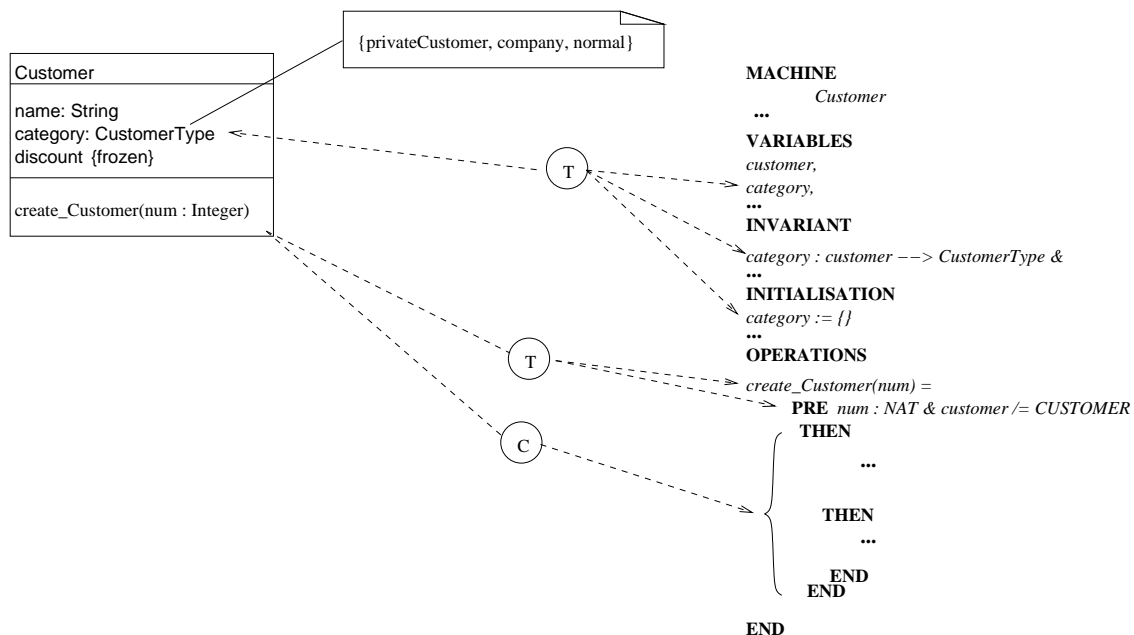 {privateCustomer, company, normal}
Customer
name: String
category: CustomerType
discount {frozen}
create_Customer(num : Integer)
T
T
C
MACHINE
Customer
...
VARIABLES
customer,
category,
...
INVARIANT
category : customer −−> CustomerType &
...
INITIALISATION
category := {}
...
OPERATIONS
create_Customer(num) =
PRE num : NAT & customer /= CUSTOMER
THEN
...
THEN
...
END
END
END